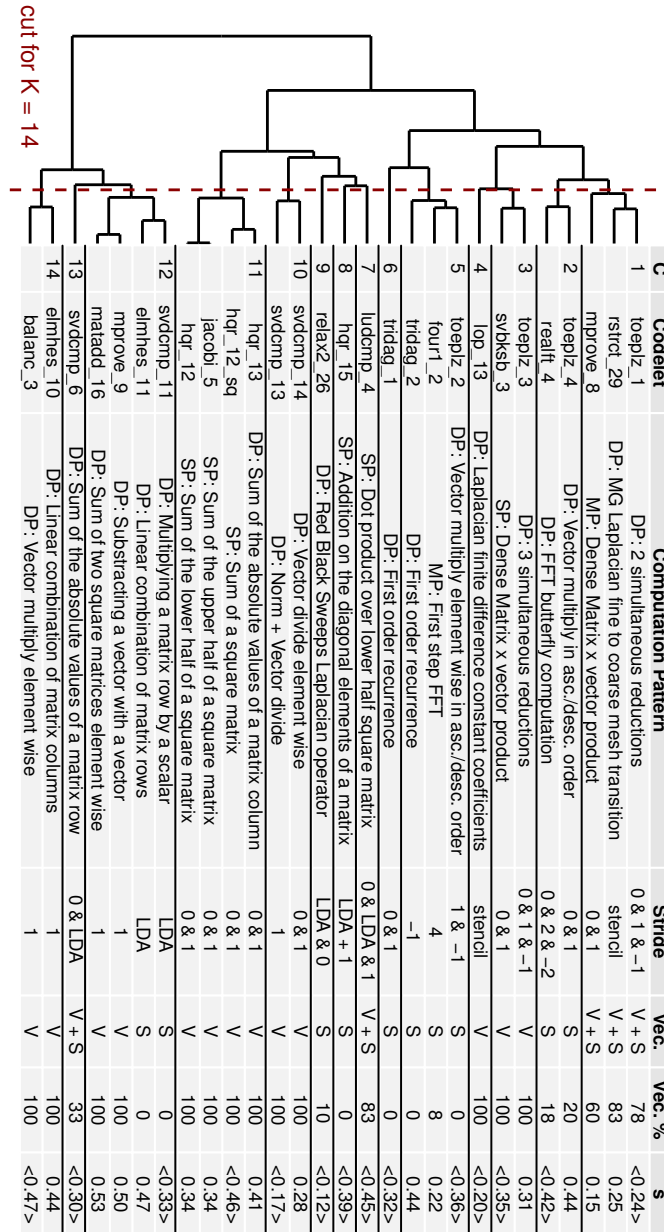 C Codelet Computation Pattern Stride Vec. Vec. % s
1 toeplz_1 DP: 2 simultaneous reductions 0 & 1 & −1 V + S 78 <0.24>
rstrct_29 DP: MG Laplacian fine to coarse mesh transition stencil V + S 83 0.25
mprove_8 MP: Dense Matrix x vector product 0 & 1 V + S 60 0.15
2 toeplz_4 DP: Vector multiply in asc./desc. order 0 & 1 S 20 0.44
realft_4 DP: FFT butterfly computation 0 & 2 & −2 S 18 <0.42>
3 toeplz_3 DP: 3 simultaneous reductions 0 & 1 & −1 V 100 0.31
svbksb_3 SP: Dense Matrix x vector product 0 & 1 V 100 <0.35>
4 lop_13 DP: Laplacian finite difference constant coefficients stencil V 100 <0.20>
5 toeplz_2 DP: Vector multiply element wise in asc./desc. order 1 & −1 S 0 <0.36>
four1_2 MP: First step FFT 4 S 8 0.22
tridag_2 DP: First order recurrence −1 S 0 0.44
6 tridag_1 DP: First order recurrence 0 & 1 S 0 <0.32>
7 ludcmp_4 SP: Dot product over lower half square matrix 0 & LDA & 1 V + S 83 <0.45>
8 hqr_15 SP: Addition on the diagonal elements of a matrix LDA + 1 S 0 <0.39>
9 relax2_26 DP: Red Black Sweeps Laplacian operator LDA & 0 S 10 <0.12>
10 svdcmp_14 DP: Vector divide element wise 0 & 1 V 100 0.28
svdcmp_13 DP: Norm + Vector divide 1 V 100 <0.17>
11 hqr_13 DP: Sum of the absolute values of a matrix column 0 & 1 V 100 0.41
hqr_12_sq SP: Sum of a square matrix 0 & 1 V 100 <0.46>
jacobi_5 SP: Sum of the upper half of a square matrix 0 & 1 V 100 0.34
hqr_12 SP: Sum of the lower half of a square matrix 0 & 1 V 100 0.34
12 svdcmp_11 DP: Multiplying a matrix row by a scalar LDA S 0 <0.33>
elmhes_11 DP: Linear combination of matrix rows LDA S 0 0.47
mprove_9 DP: Substracting a vector with a vector 1 V 100 0.50
matadd_16 DP: Sum of two square matrices element wise 1 V 100 0.53
13 svdcmp_6 DP: Sum of the absolute values of a matrix row 0 & LDA V + S 33 <0.30>
14 elmhes_10 DP: Linear combination of matrix columns 1 V 100 0.44
balanc_3 DP: Vector multiply element wise 1 V 100 <0.47>
cut for K = 14